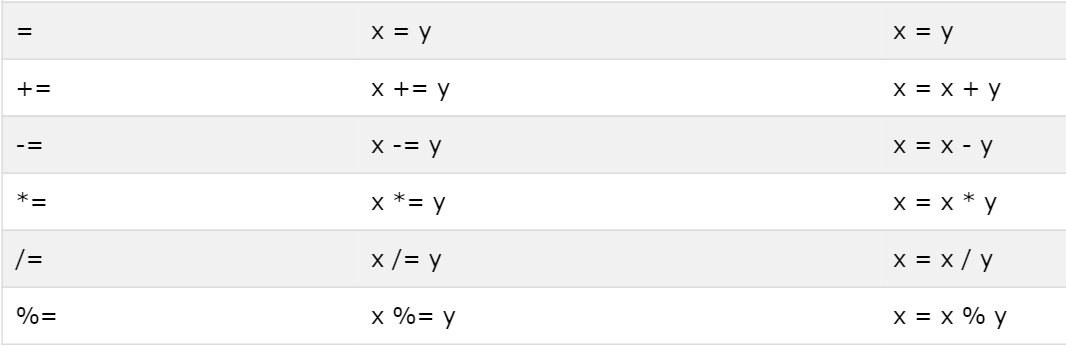 = x = y x = y
+= x += y x = x + y
-= x -= y x = x - y
*= x *= y x = x * y
/= x /= y x = x / y
%= x %= y x = x % y